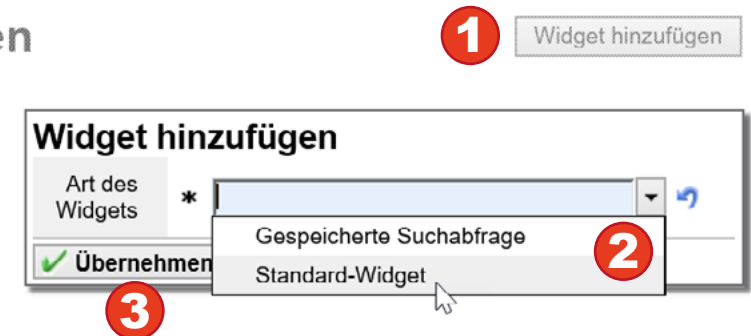 en
1
Widget hinzufügen
Widget hinzufügen
Art des
Widgets
*
Gespeicherte Suchabfrage
2
Standard-Widget
Übernehmen
3